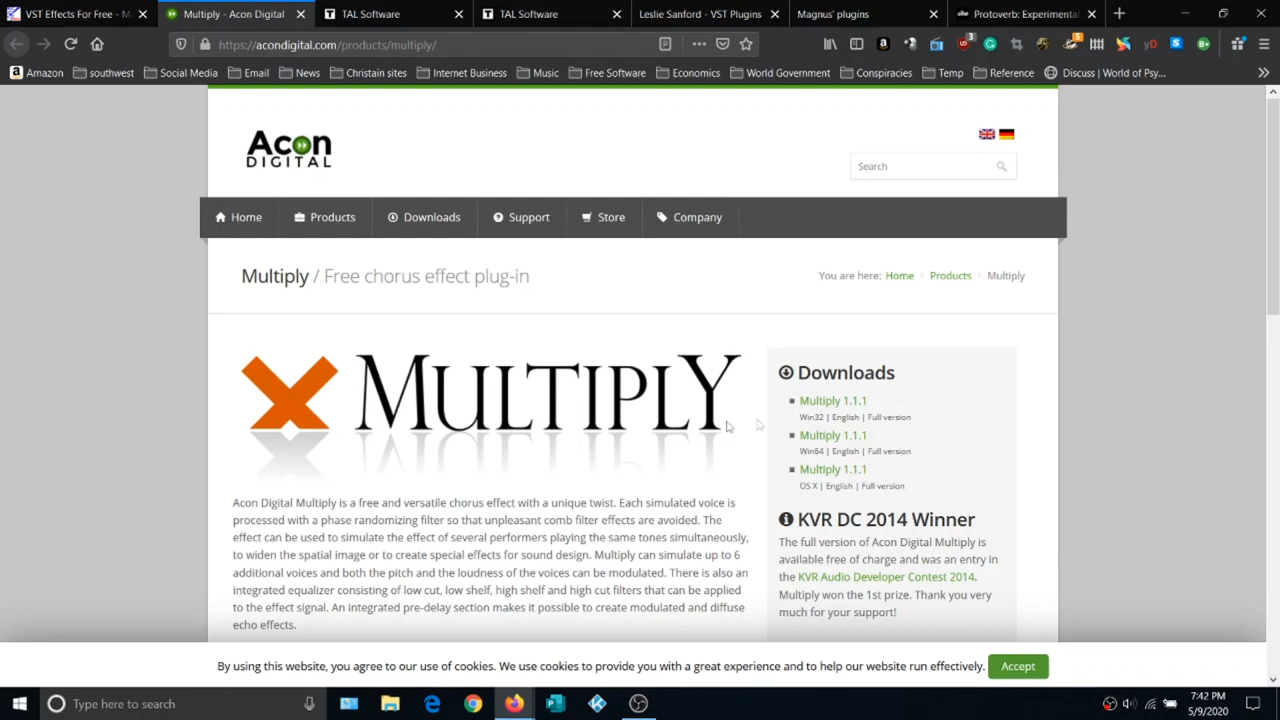 VST Effects For Free - M
Multiply - Acon Digital
TAL Software
TAL Software
Leslie Sanford - VST Plugins
Magnus' plugins
Protoverb: Experimental
https://acondigital.com/products/multiply/
Amazon
southwest
Social Media
Email
News
Christain sites
Internet Business
Music
Free Software
Economics
World Government
Conspiracies
Temp
Reference
Discuss | World of Psy...
Acon
DIGITAL
Search
Home
Products
Downloads
Support
Store
Company
Multiply / Free chorus effect plug-in
You are here: Home Products Multiply
MULTIPLY
Acon Digital Multiply is a free and versatile chorus effect with a unique twist. Each simulated voice is
processed with a phase randomizing filter so that unpleasant comb filter effects are avoided. The
effect can be used to simulate the effect of several performers playing the same tones simultaneously,
to widen the spatial image or to create special effects for sound design. Multiply can simulate up to 6
additional voices and both the pitch and the loudness of the voices can be modulated. There is also an
integrated equalizer consisting of low cut, low shelf, high shelf and high cut filters that can be applied
to the effect signal. An integrated pre-delay section makes it possible to create modulated and diffuse
echo effects.
Downloads
Multiply 1.1.1
Win32 | English | Full version
Multiply 1.1.1
Win64 | English | Full version
Multiply 1.1.1
OS X | English | Full version
KVR DC 2014 Winner
The full version of Acon Digital Multiply is
available free of charge and was an entry in
the KVR Audio Developer Contest 2014.
Multiply won the 1st prize. Thank you very
much for your support!
By using this website, you agree to our use of cookies. We use cookies to provide you with a great experience and to help our website run effectively.
Accept
Type here to search
7:42 PM
5/9/2020